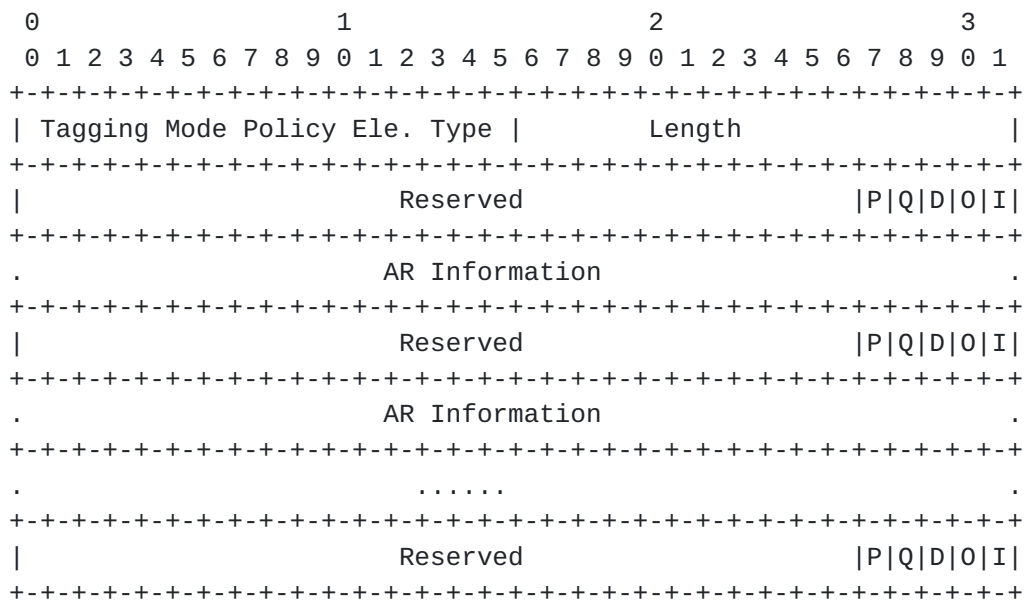 0                   1                   2                   3
 0 1 2 3 4 5 6 7 8 9 0 1 2 3 4 5 6 7 8 9 0 1 2 3 4 5 6 7 8 9 0 1
+-+-+-+-+-+-+-+-+-+-+-+-+-+-+-+-+-+-+-+-+-+-+-+-+-+-+-+-+-+-+-+-+
| Tagging Mode Policy Ele. Type |        Length                 |
+-+-+-+-+-+-+-+-+-+-+-+-+-+-+-+-+-+-+-+-+-+-+-+-+-+-+-+-+-+-+-+-+
|                        Reserved                     |P|Q|D|O|I|
+-+-+-+-+-+-+-+-+-+-+-+-+-+-+-+-+-+-+-+-+-+-+-+-+-+-+-+-+-+-+-+-+
.                       AR Information                          .
+-+-+-+-+-+-+-+-+-+-+-+-+-+-+-+-+-+-+-+-+-+-+-+-+-+-+-+-+-+-+-+-+
|                        Reserved                     |P|Q|D|O|I|
+-+-+-+-+-+-+-+-+-+-+-+-+-+-+-+-+-+-+-+-+-+-+-+-+-+-+-+-+-+-+-+-+
.                       AR Information                          .
+-+-+-+-+-+-+-+-+-+-+-+-+-+-+-+-+-+-+-+-+-+-+-+-+-+-+-+-+-+-+-+-+
.                         ......                                .
+-+-+-+-+-+-+-+-+-+-+-+-+-+-+-+-+-+-+-+-+-+-+-+-+-+-+-+-+-+-+-+-+
|                        Reserved                     |P|Q|D|O|I|
+-+-+-+-+-+-+-+-+-+-+-+-+-+-+-+-+-+-+-+-+-+-+-+-+-+-+-+-+-+-+-+-+